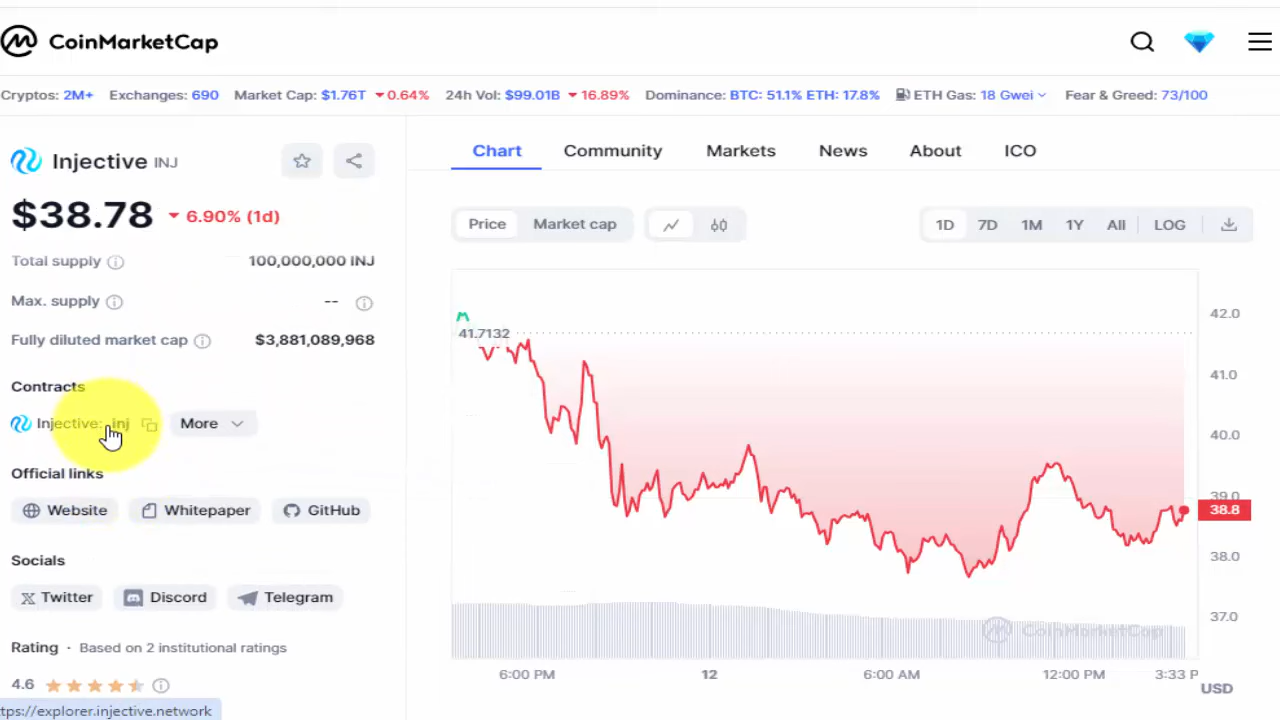 CoinMarketCap
Cryptos: 2M+ Exchanges: 690 Market Cap: $1.76T 0.64% 24h Vol: $99.01B 16.89% Dominance: BTC: 51.1% ETH: 17.8% ETH Gas: 18 Gwei Fear & Greed: 73/100
Injective INJ
$38.78 6.90% (1d)
Total supply 100,000,000 INJ
Max. supply --
Fully diluted market cap $3,881,089,968
Contracts
Injective: inj More
Official links
Website Whitepaper GitHub
Socials
Twitter Discord Telegram
Rating · Based on 2 institutional ratings
4.6
ttps://explorer.injective.network
Chart Community Markets News About ICO
Price Market cap 1D 7D 1M 1Y All LOG
41.7132
42.0
41.0
40.0
39.0
38.8
38.0
37.0
CoinMarketCap
6:00 PM 12 6:00 AM 12:00 PM 3:33 P
USD